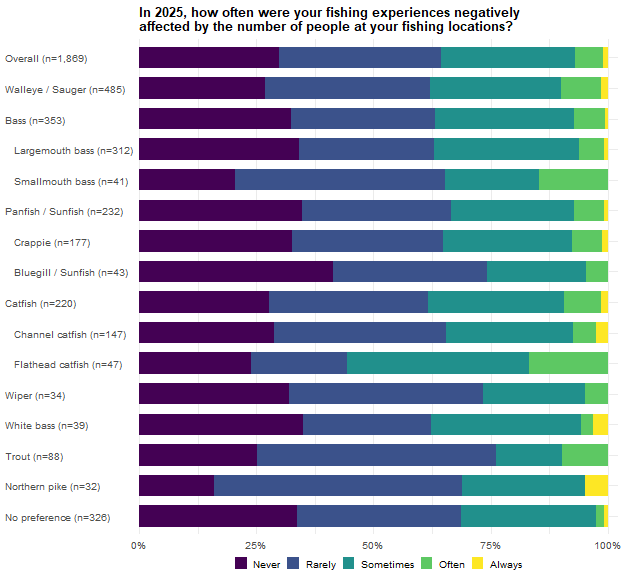 In 2025, how often were your fishing experiences negatively
affected by the number of people at your fishing locations?
Overall (n=1,869)
Walleye / Sauger (n=485)
Bass (n=353)
Largemouth bass (n=312)
Smallmouth bass (n=41)
Panfish / Sunfish (n=232)
Crappie (n=177)
Bluegill / Sunfish (n=43)
Catfish (n=220)
Channel catfish (n=147)
Flathead catfish (n=47)
Wiper (n=34)
White bass (n=39)
Trout (n=88)
Northern pike (n=32)
No preference (n=326)
0% 25% 50% 75% 100%
Never Rarely Sometimes Often Always